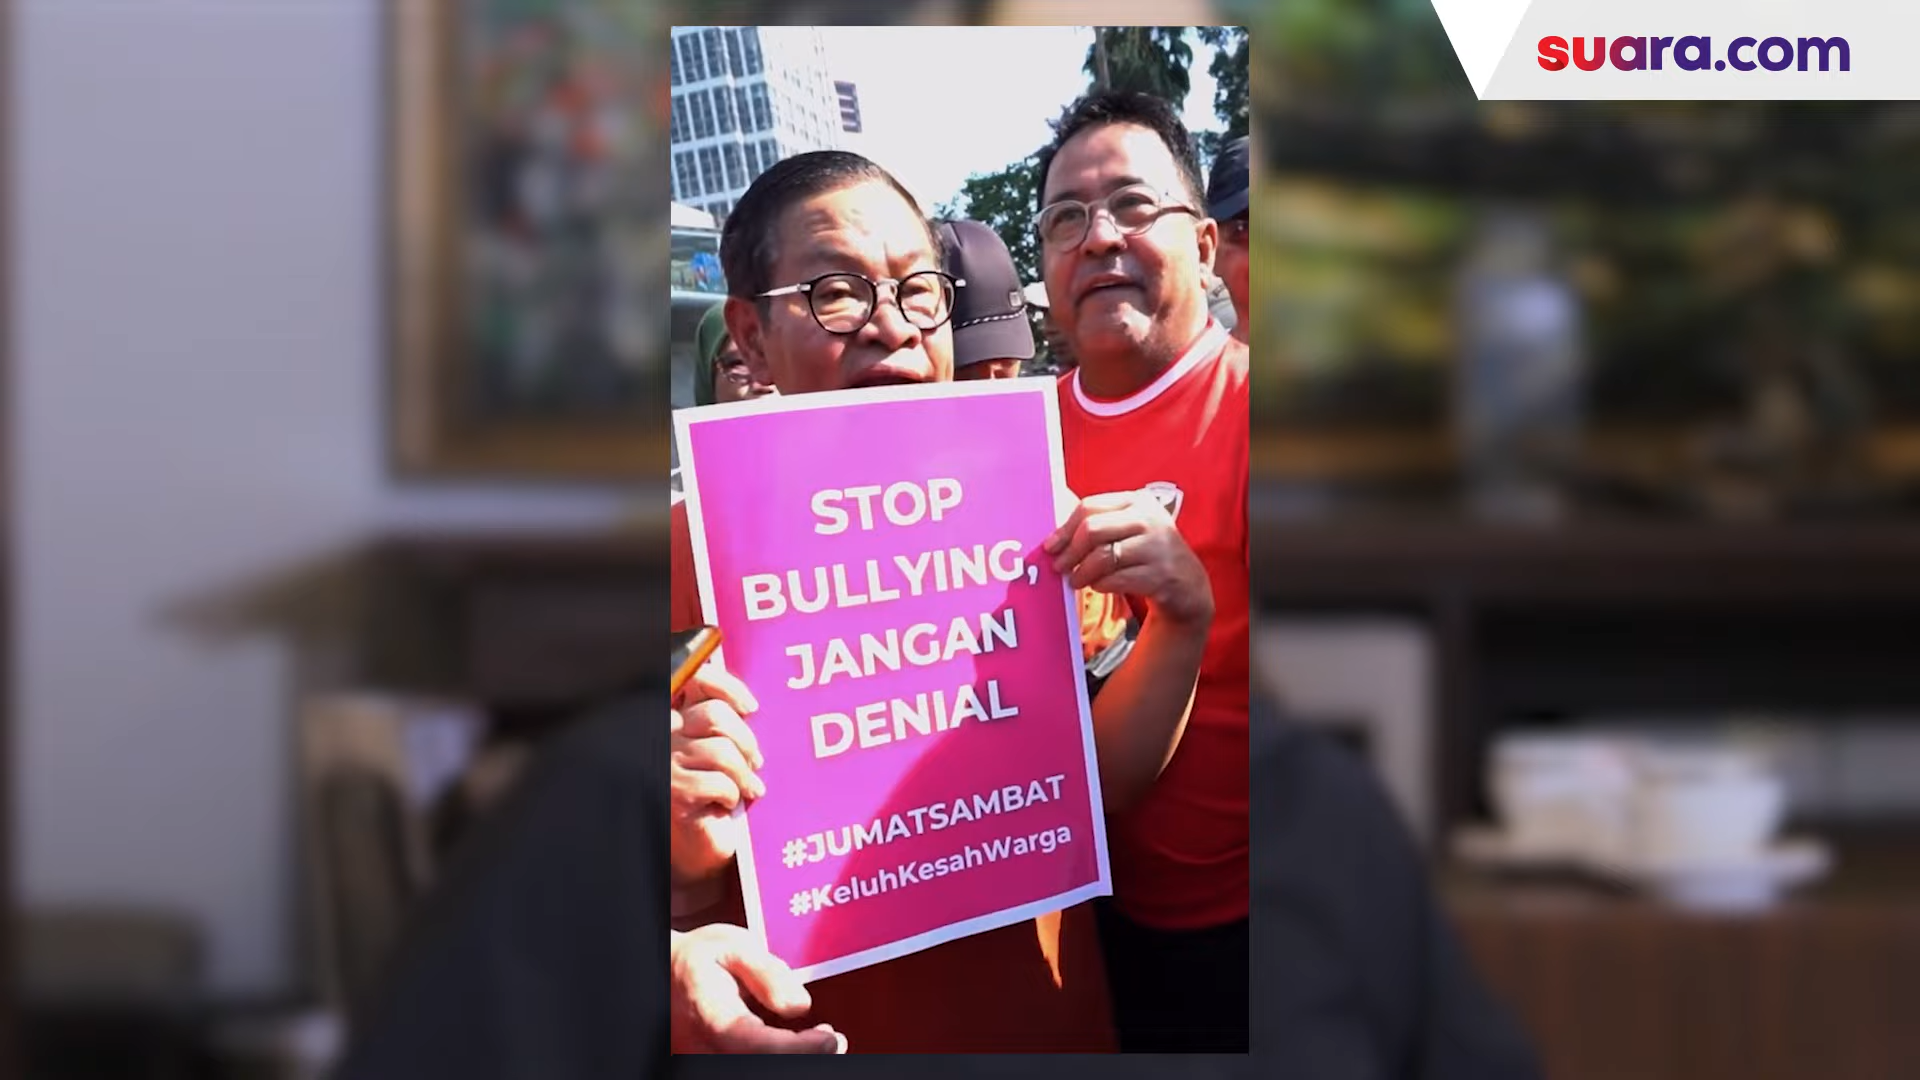 suara.com
STOP
BULLYING,
JANGAN
DENIAL
#JUMATSAMBAT
#KeluhKesahWarga